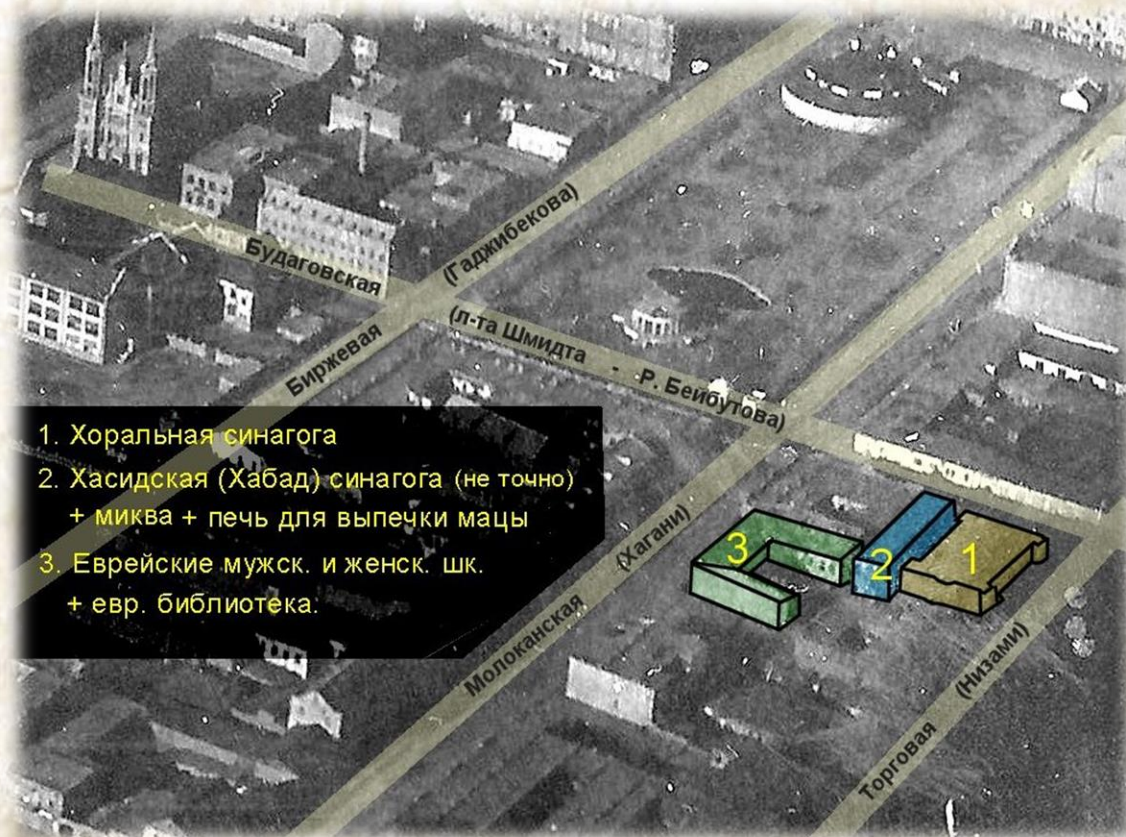 Будаговская
(Гаджибекова)
Биржевая
(л-та Шмидта - Р. Бейбутова)
1. Хоральная синагога
2. Хасидская (Хабад) синагога (не точно)
+ миква + печь для выпечки мацы
3. Еврейские мужск. и женск. шк.
+ евр. библиотека.
Молоканская (Хагани)
3
2
1
Торговая (Низами)